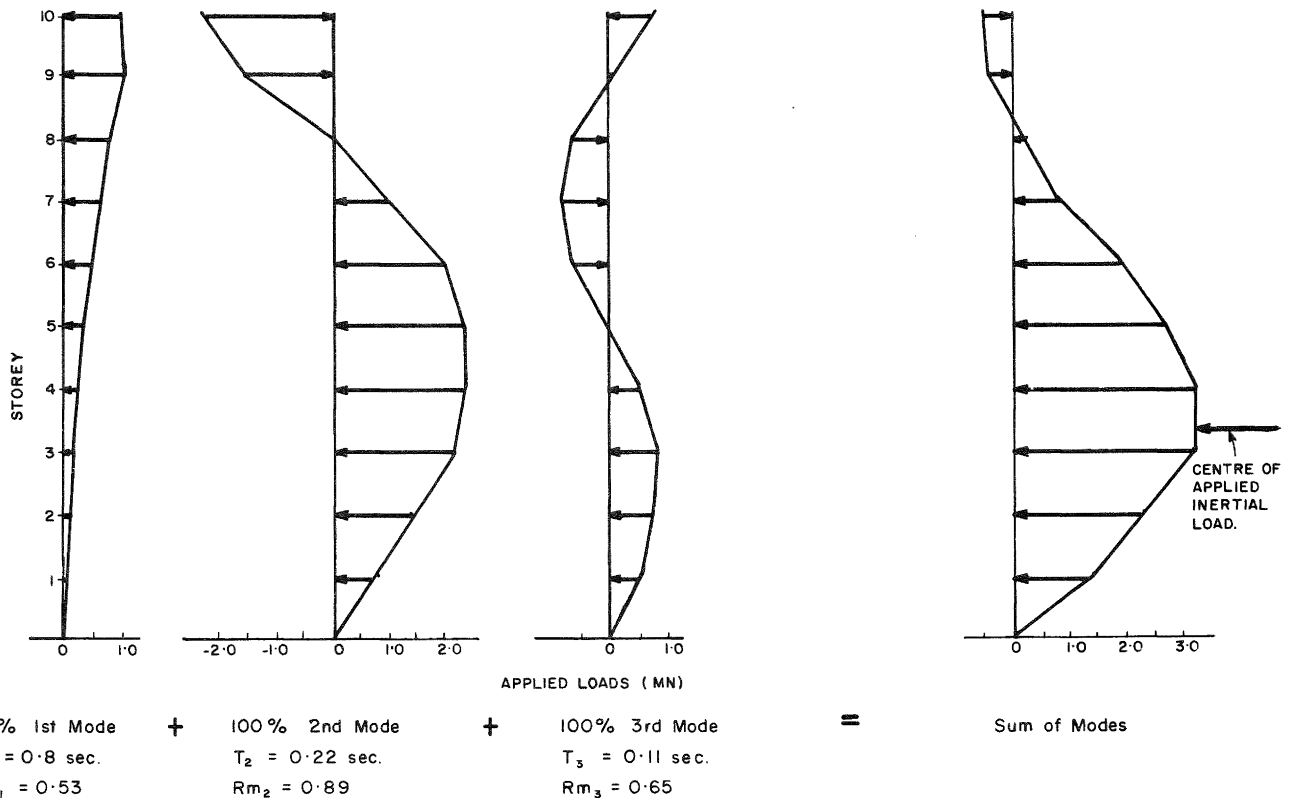 10
9
8
7
6
5
4
3
2
1
STOREY
0 1·0
-2·0 -1·0 0 1·0 2·0
0 1·0
0 1·0 2·0 3·0
CENTRE OF
APPLIED
INERTIAL
LOAD.
APPLIED LOADS (MN)
% 1st Mode + 100% 2nd Mode + 100% 3rd Mode = Sum of Modes
= 0·8 sec. T2 = 0·22 sec. T3 = 0·11 sec.
1 = 0·53 Rm2 = 0·89 Rm3 = 0·65